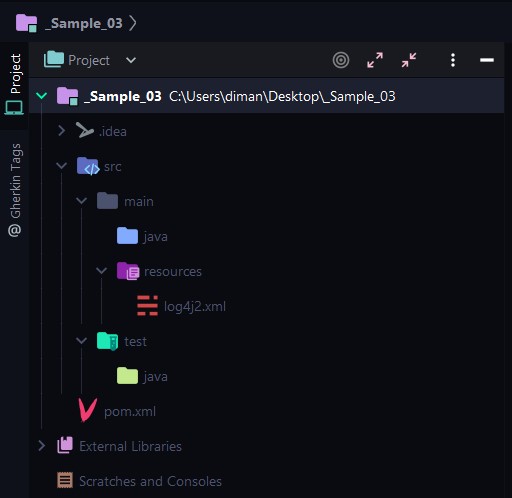 _Sample_03
Project
Project
@ Gherkin Tags
_Sample_03 C:\Users\diman\Desktop\_Sample_03
.idea
src
main
java
resources
log4j2.xml
test
java
pom.xml
External Libraries
Scratches and Consoles